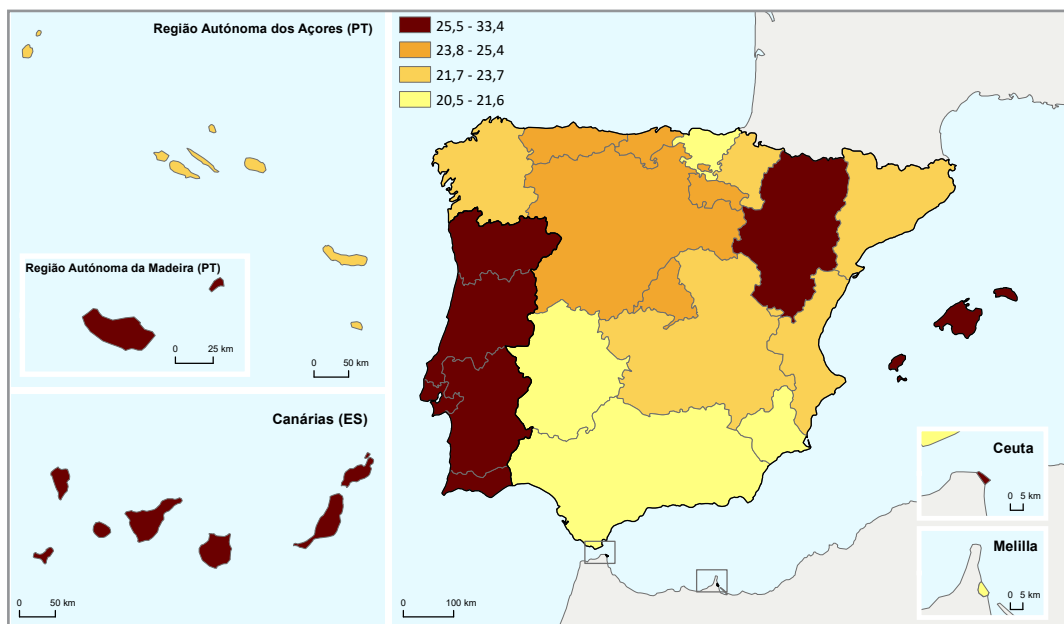 Região Autónoma dos Açores (PT)
Região Autónoma da Madeira (PT)
0 25 km
0 50 km
Canárias (ES)
0 50 km
25,5 - 33,4
23,8 - 25,4
21,7 - 23,7
20,5 - 21,6
0 100 km
Ceuta
0 5 km
Melilla
0 5 km